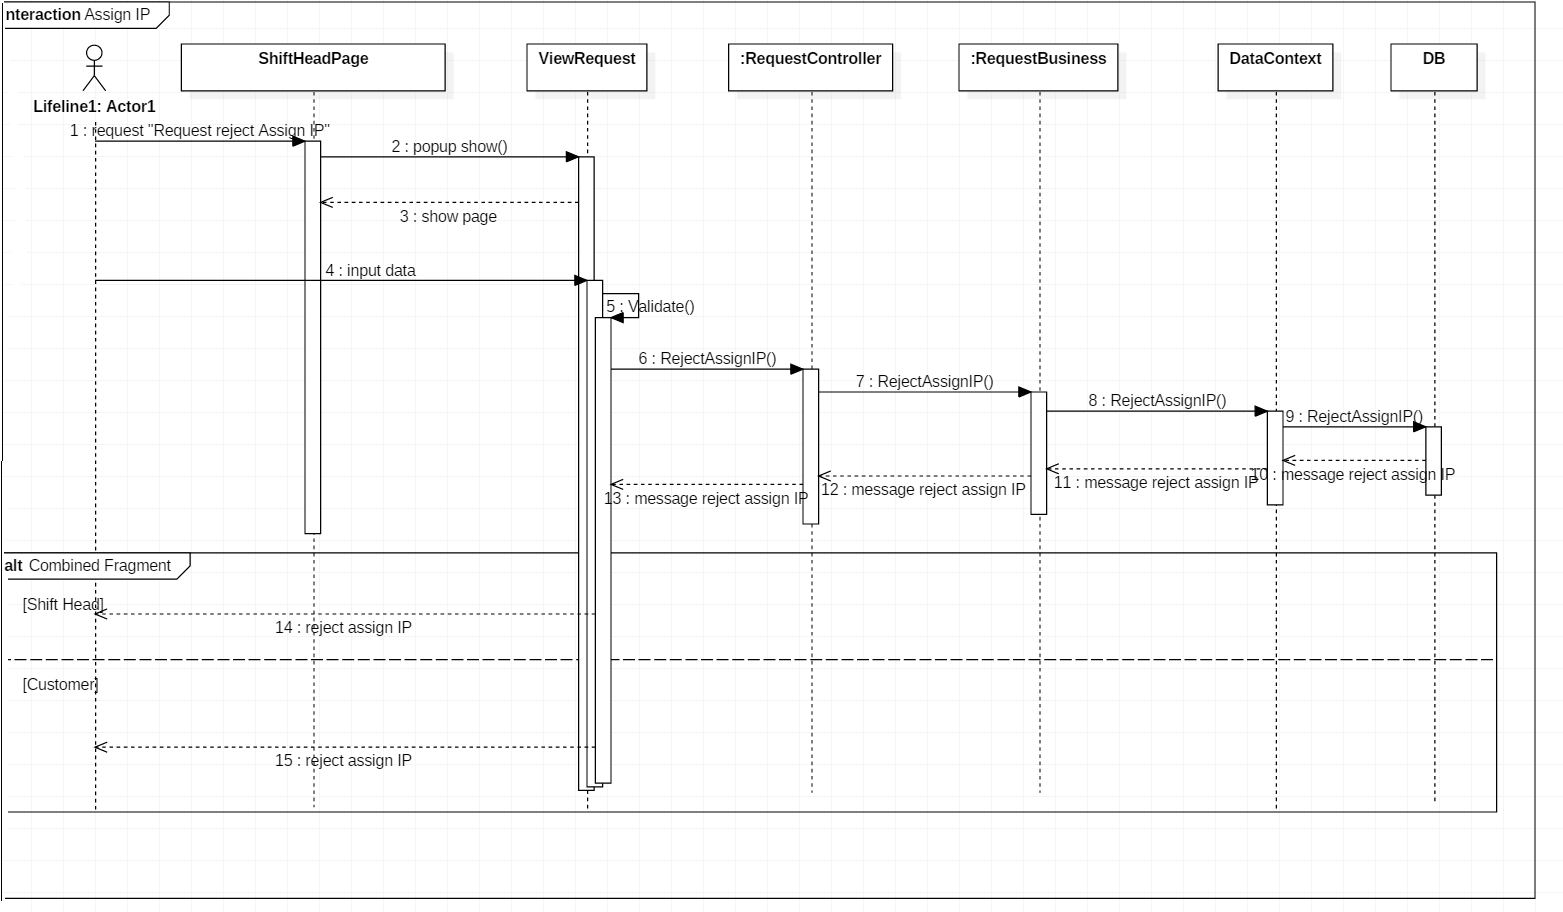 nteraction Assign IP
ShiftHeadPage
ViewRequest
:RequestController
:RequestBusiness
DataContext
DB
Lifeline1: Actor1
1 : request "Request reject Assign IP"
2 : popup show()
3 : show page
4 : input data
5 : Validate()
6 : RejectAssignIP()
7 : RejectAssignIP()
8 : RejectAssignIP()
9 : RejectAssignIP()
10 : message reject assign IP
11 : message reject assign IP
12 : message reject assign IP
13 : message reject assign IP
alt Combined Fragment
[Shift Head]
14 : reject assign IP
[Customer]
15 : reject assign IP